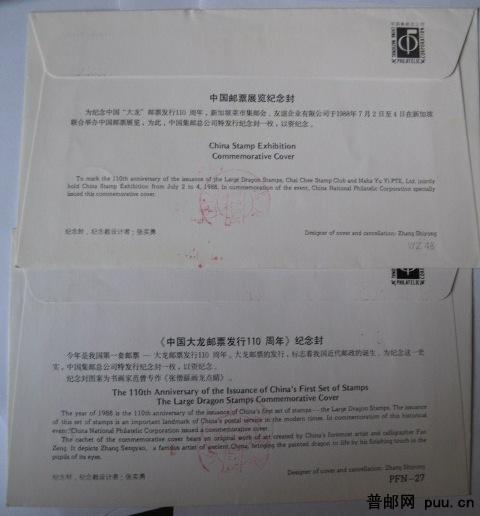 中国集邮总公司
CHINA NATIONAL PHILATELIC CORPORATION
中国邮票展览纪念封
为纪念中国“大龙”邮票发行110 周年，新加坡菜市集邮会、友谊企业有限公司于1988年 7 月 2 日至 4 日在新加坡
联合举办中国邮票展览，为此，中国集邮总公司特发行纪念封一枚，以资纪念。
China Stamp Exhibition
Commemorative Cover
To mark the 110th anniversary of the issuance of the Large Dragon Stamps, Chai Chee Stamp Club and Maha Yu Yi PTE, Ltd. jointly
hold China Stamp Exhibition from July 2 to 4, 1988. In commemoration of the event, China National Philatelic Corporation specially
issued this commemorative cover.
纪念封、纪念戳设计者：张实勇
Designer of cover and cancellation: Zhang Shiyong
WZ 48
PHILATELIC CORPORATION
《中国大龙邮票发行110 周年》纪念封
今年是我国第一套邮票 — 大龙邮票发行110 周年。大龙邮票的发行，标志着我国近代邮政的诞生。为纪念这一史
实，中国集邮总公司特发行纪念封一枚，以资纪念。
纪念封图案为书画家范曾专作《张僧繇画龙点睛》。
The 110th Anniversary of the Issuance of China's First Set of Stamps
The Large Dragon Stamps Commemorative Cover
The year of 1988 is the 110th anniversary of the issuance of China's first set of stamps — the Large Dragon Stamps. The issuance
of this set of stamps is an important landmark of China's postal service in the modern times. In commemoration of this historical
event, China National Philatelic Corporation issued a commemorative cover.
The cachet of the commemorative cover bears an original work of art created by China's foremost artist and calligrapher Fan
Zeng. It depicts Zhang Sengyao, a famous artist of ancient China, bringing the painted dragon to life by his finishing touch in the
pupils of its eyes.
纪念封、纪念戳设计者：张实勇
Designer of cover and cancellation: Zhang Shiyong
PFN-27
普邮网 puu.cn